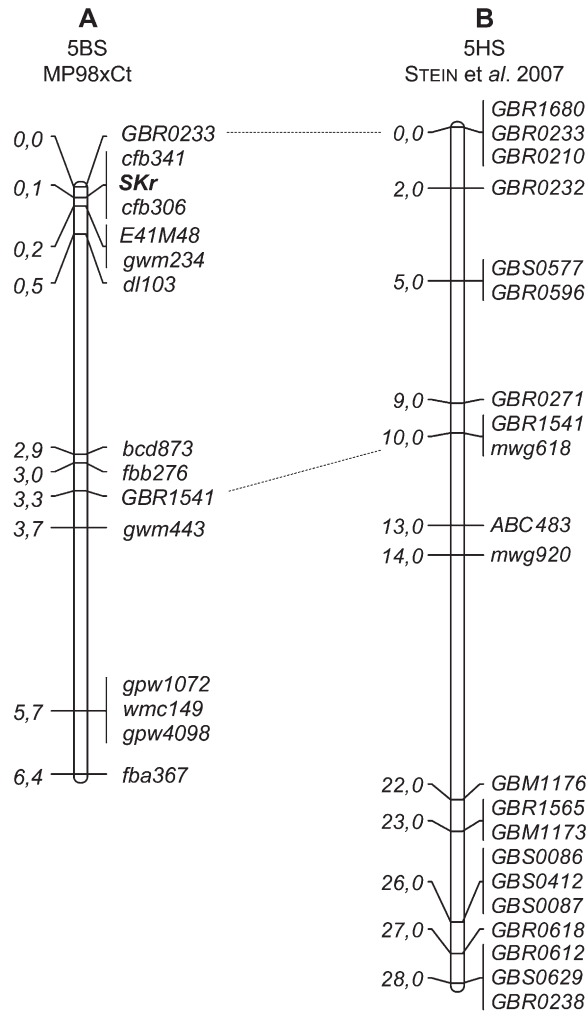 A
5BS
MP98xCt
0,0 GBR0233
cfb341
0,1 SKr
cfb306
0,2 E41M48
gwm234
0,5 dl103
2,9 bcd873
3,0 fbb276
3,3 GBR1541
3,7 gwm443
gpw1072
5,7 wmc149
gpw4098
6,4 fba367
B
5HS
STEIN et al. 2007
GBR1680
0,0 GBR0233
GBR0210
2,0 GBR0232
GBS0577
5,0 GBR0596
9,0 GBR0271
GBR1541
10,0 mwg618
13,0 ABC483
14,0 mwg920
22,0 GBM1176
GBR1565
23,0 GBM1173
GBS0086
26,0 GBS0412
GBS0087
27,0 GBR0618
GBR0612
28,0 GBS0629
GBR0238